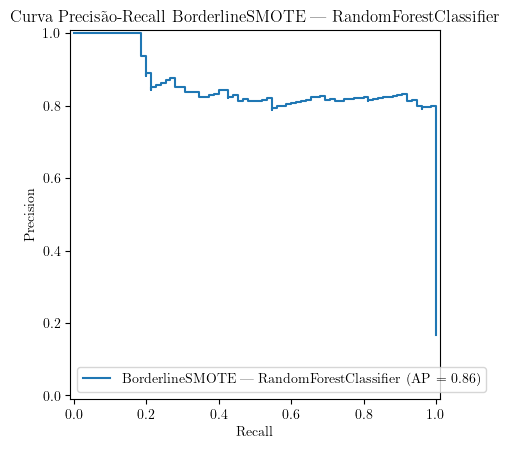 Curva Precisão-Recall BorderlineSMOTE — RandomForestClassifier
1.0
0.8
0.6
0.4
0.2
0.0
Precision
BorderlineSMOTE — RandomForestClassifier (AP = 0.86)
0.0 0.2 0.4 0.6 0.8 1.0
Recall